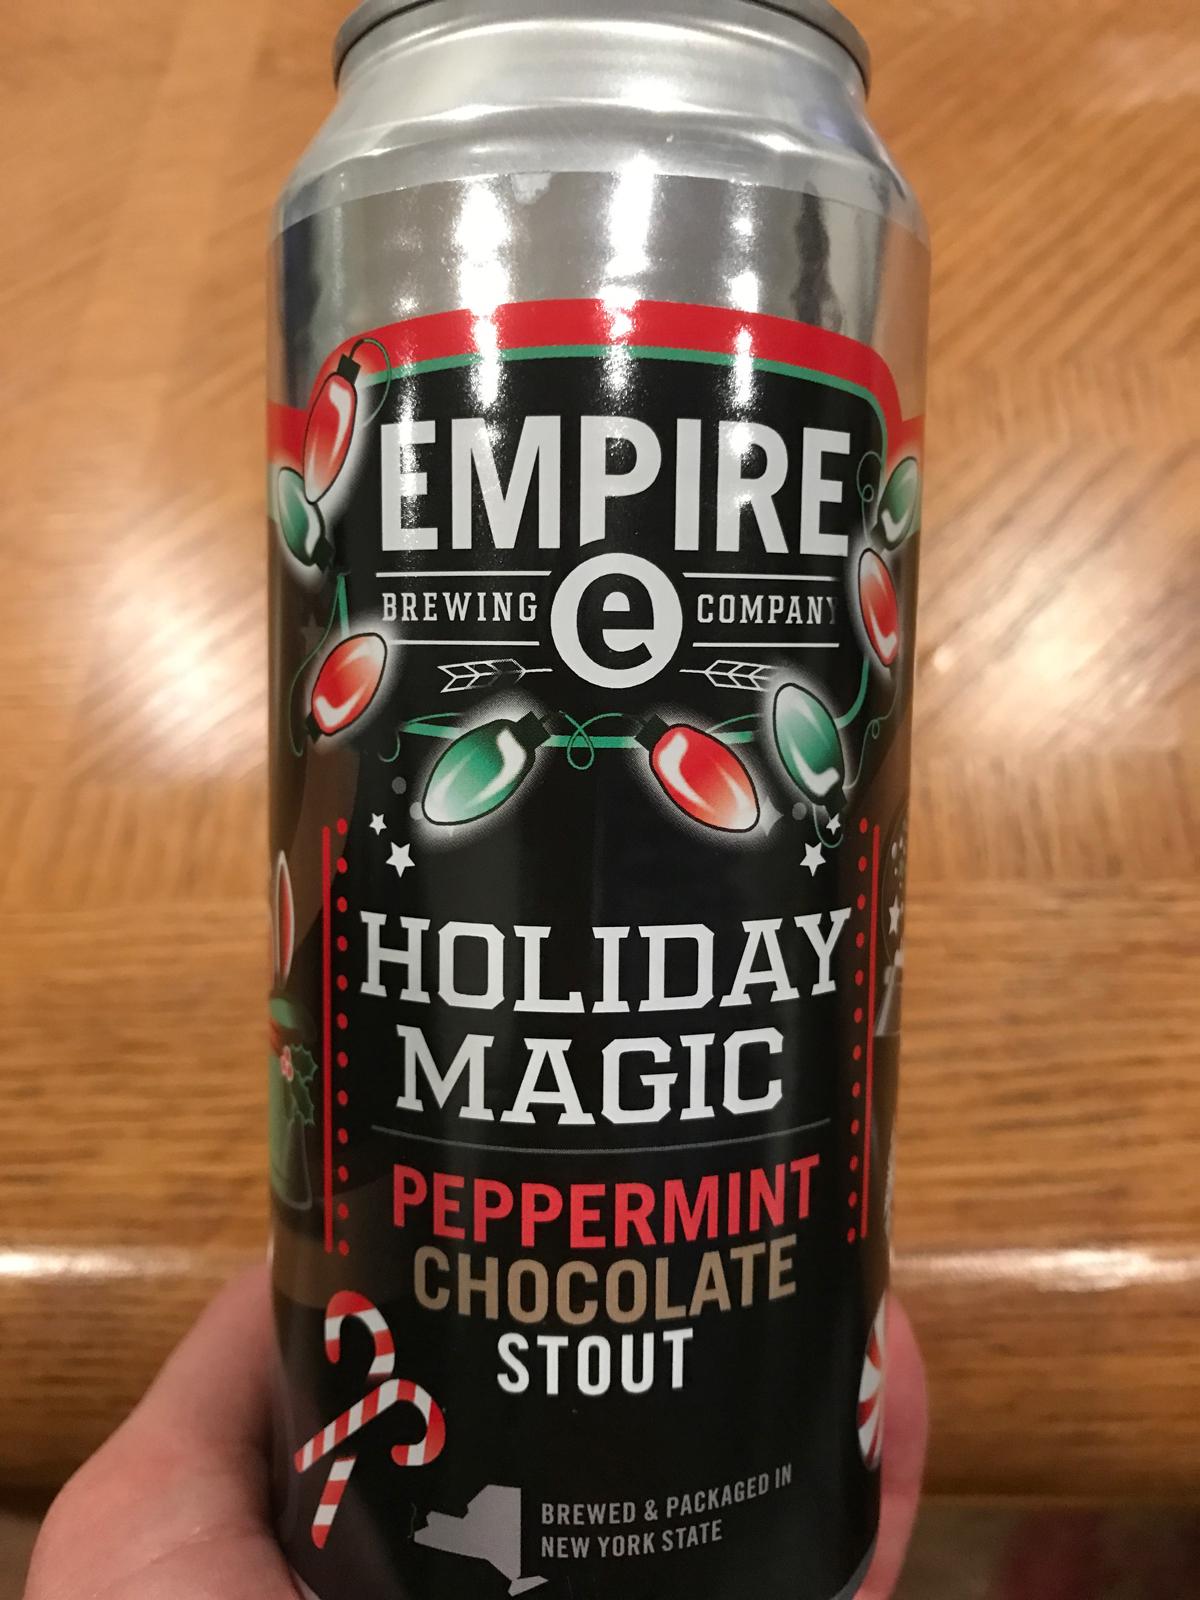 EMPIRE
BREWING e COMPANY
HOLIDAY
MAGIC
PEPPERMINT
CHOCOLATE
STOUT
BREWED & PACKAGED IN
NEW YORK STATE